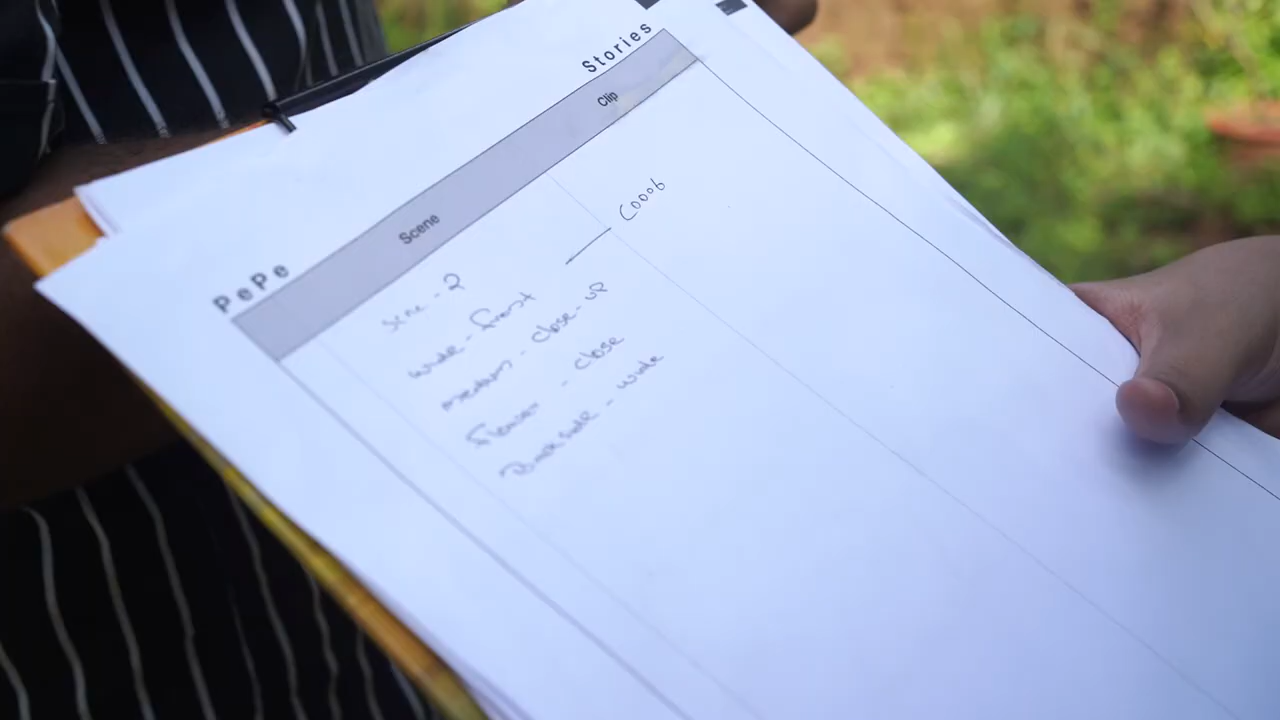 PePe Stories
Scene Clip
Scene - 2 C0006
wide - front
medium - close-up
flower - close
Backside - wide